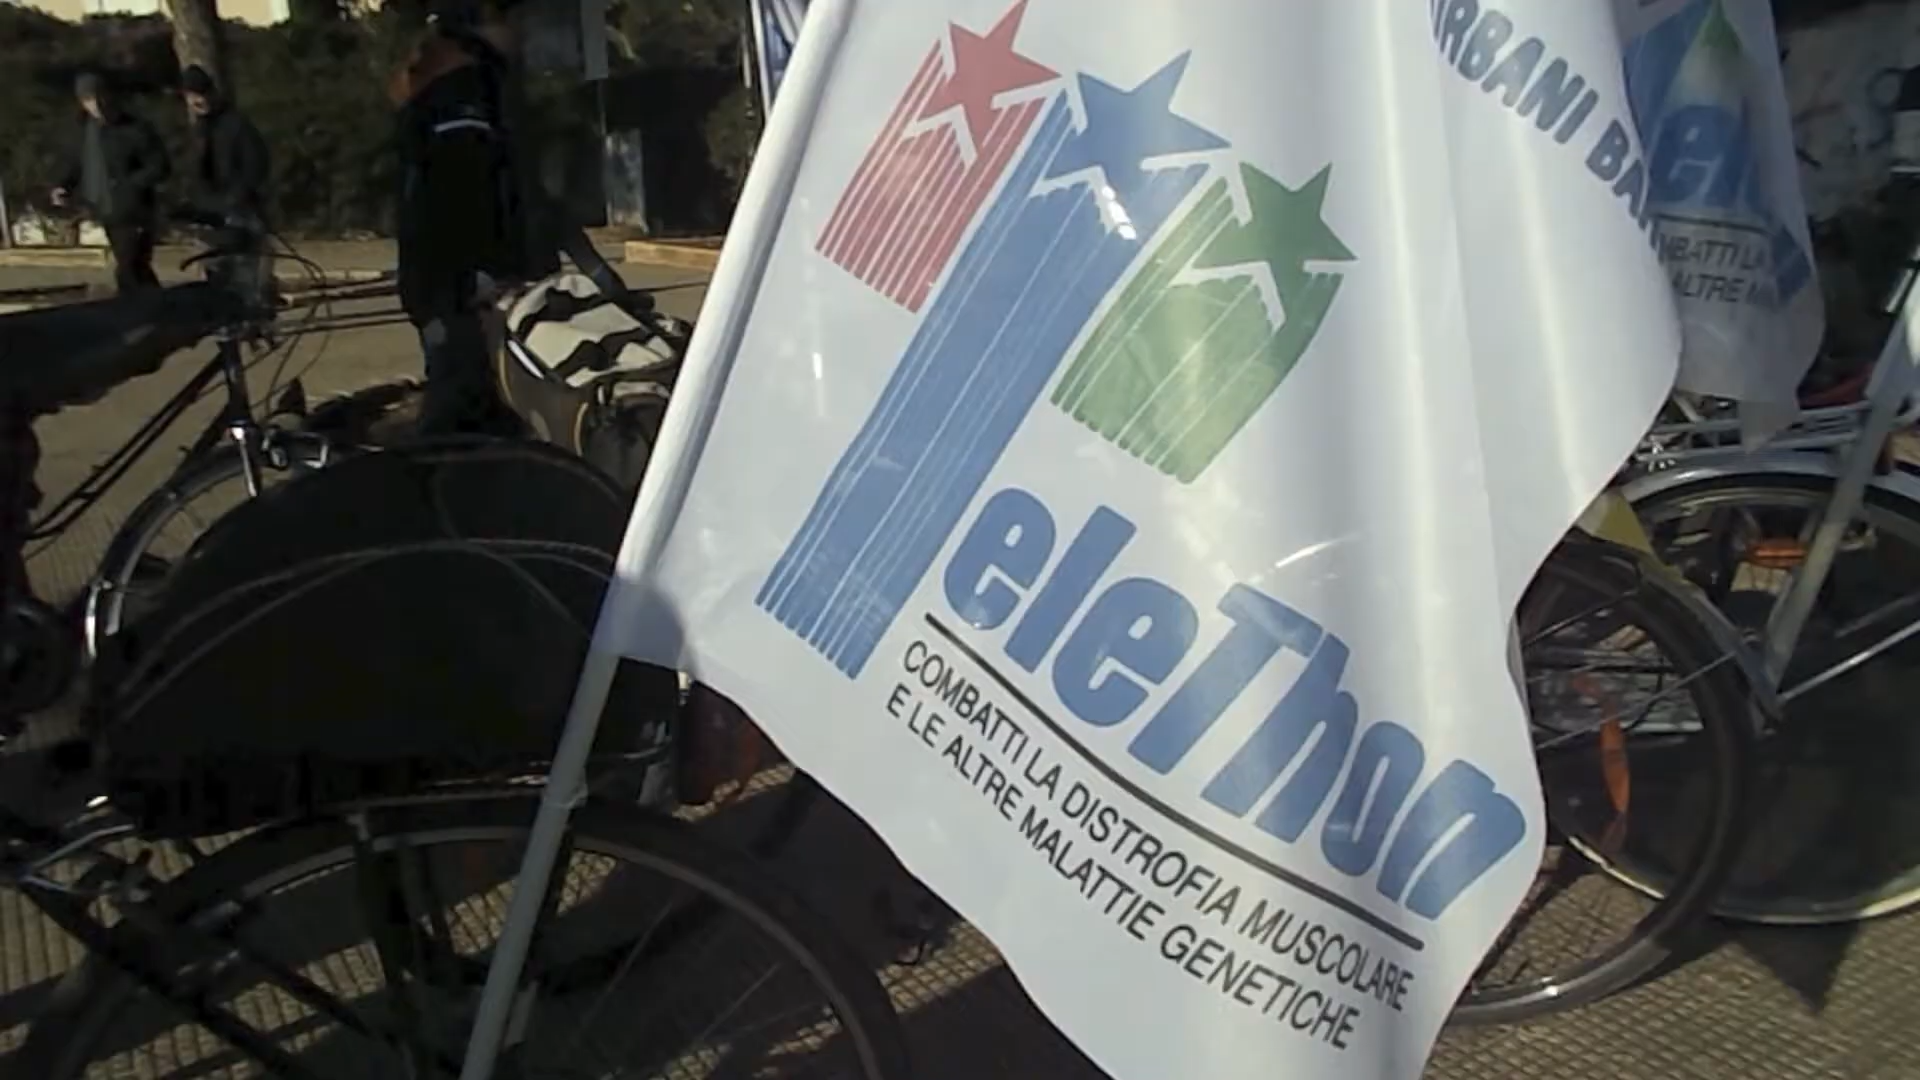 TeleThon
COMBATTI LA DISTROFIA MUSCOLARE
E LE ALTRE MALATTIE GENETICHE